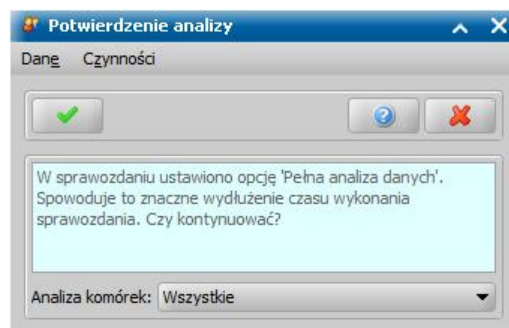 Potwierdzenie analizy
Dane Czynności
W sprawozdaniu ustawiono opcję 'Pełna analiza danych'.
Spowoduje to znaczne wydłużenie czasu wykonania
sprawozdania. Czy kontynuować?
Analiza komórek: Wszystkie